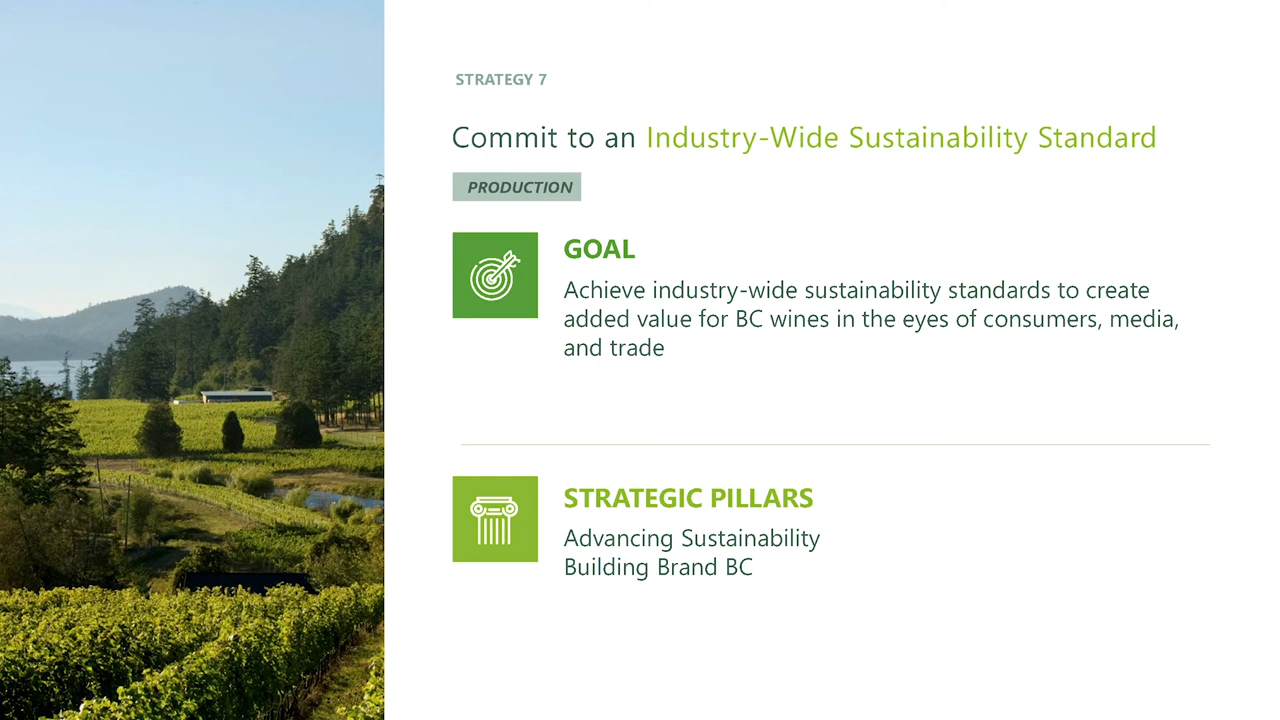 STRATEGY 7
Commit to an Industry-Wide Sustainability Standard
PRODUCTION
GOAL
Achieve industry-wide sustainability standards to create
added value for BC wines in the eyes of consumers, media,
and trade
STRATEGIC PILLARS
Advancing Sustainability
Building Brand BC